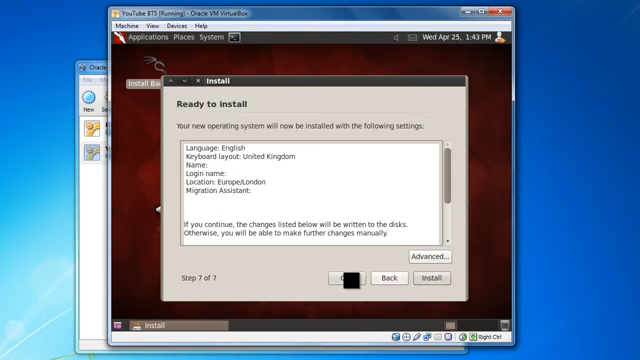 YouTube BT5 [Running] - Oracle VM VirtualBox
Machine View Devices Help
Applications Places System
Wed Apr 25, 1:43 PM
Oracle
Install Bac
New
Install
Ready to install
Your new operating system will now be installed with the following settings:
Language: English
Keyboard layout: United Kingdom
Name:
Login name:
Location: Europe/London
Migration Assistant:
If you continue, the changes listed below will be written to the disks.
Otherwise, you will be able to make further changes manually.
Advanced...
Step 7 of 7
Back
Install
Install
Right Ctrl